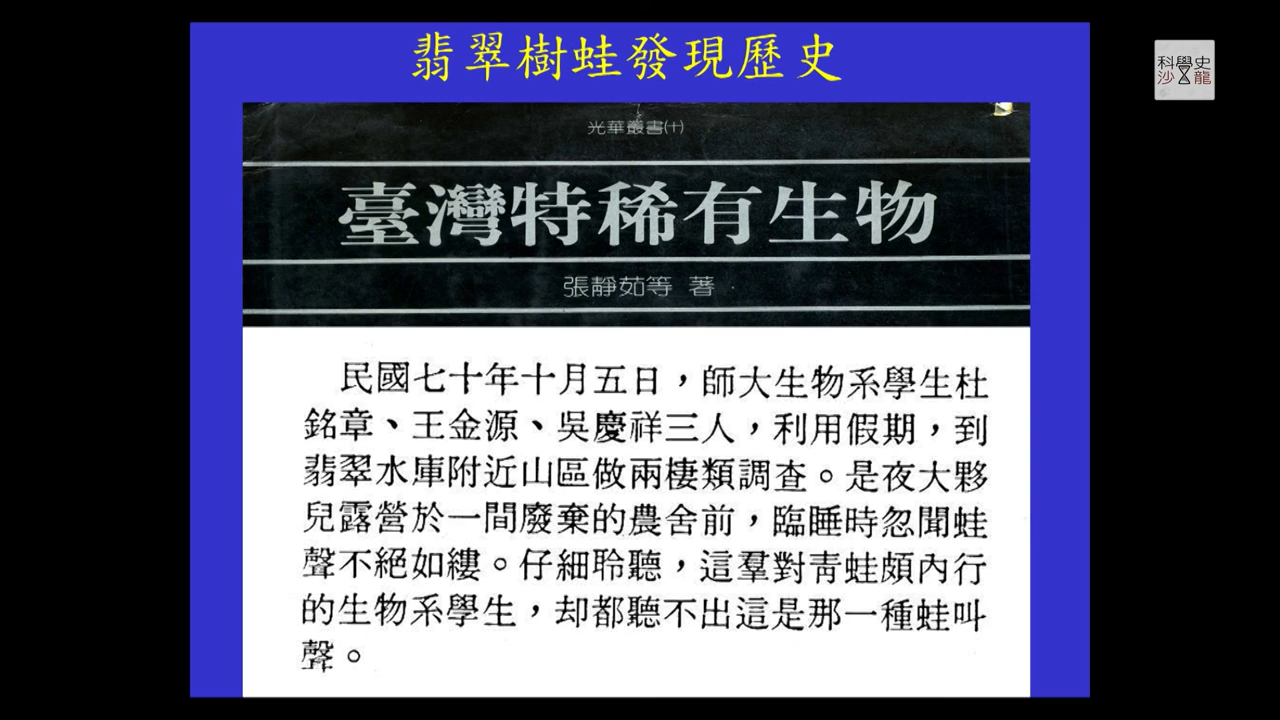 翡翠樹蛙發現歷史
科學史
沙龍
光華叢書(十)
臺灣特稀有生物
張靜茹等 著
民國七十年十月五日，師大生物系學生杜
銘章、王金源、吳慶祥三人，利用假期，到
翡翠水庫附近山區做兩棲類調查。是夜大夥
兒露營於一間廢棄的農舍前，臨睡時忽聞蛙
聲不絕如縷。仔細聆聽，這羣對青蛙頗內行
的生物系學生，却都聽不出這是那一種蛙叫
聲。